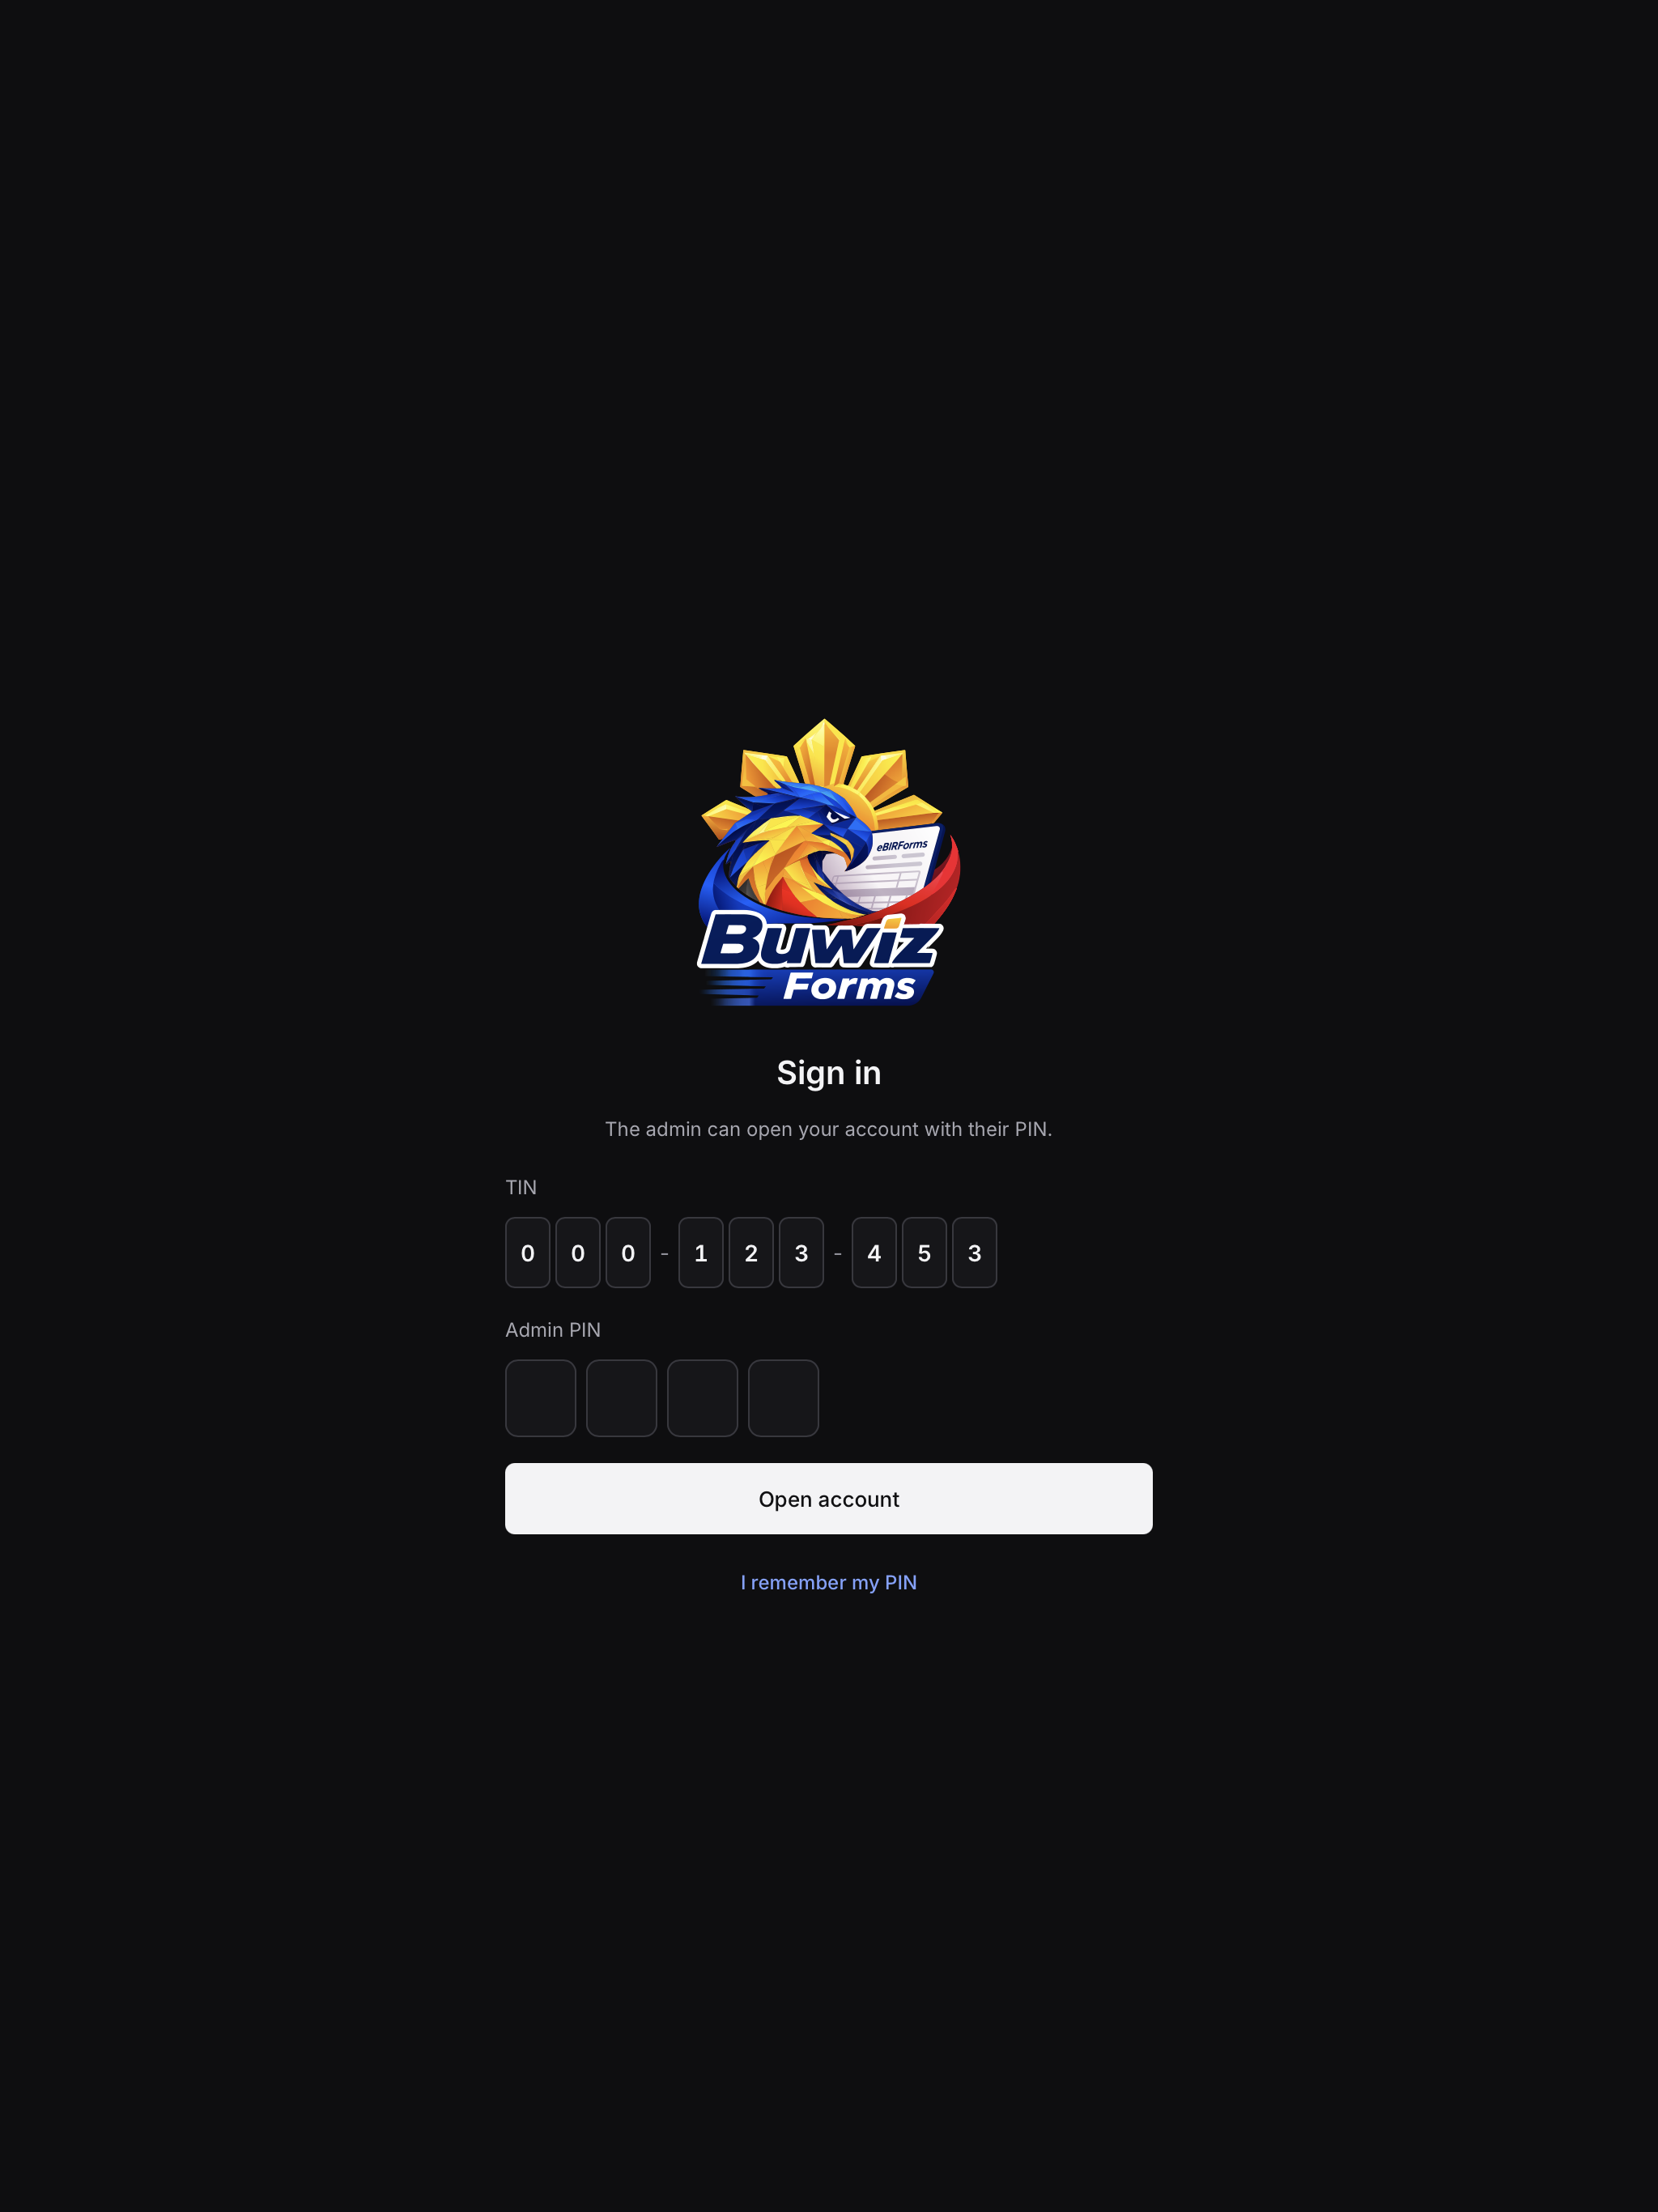 eBIRForms
Buwiz
Forms
Sign in
The admin can open your account with their PIN.
TIN
0 0 0 - 1 2 3 - 4 5 3
Admin PIN
Open account
I remember my PIN